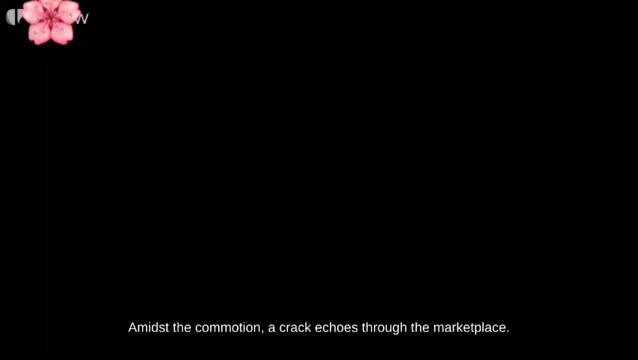 Amidst the commotion, a crack echoes through the marketplace.